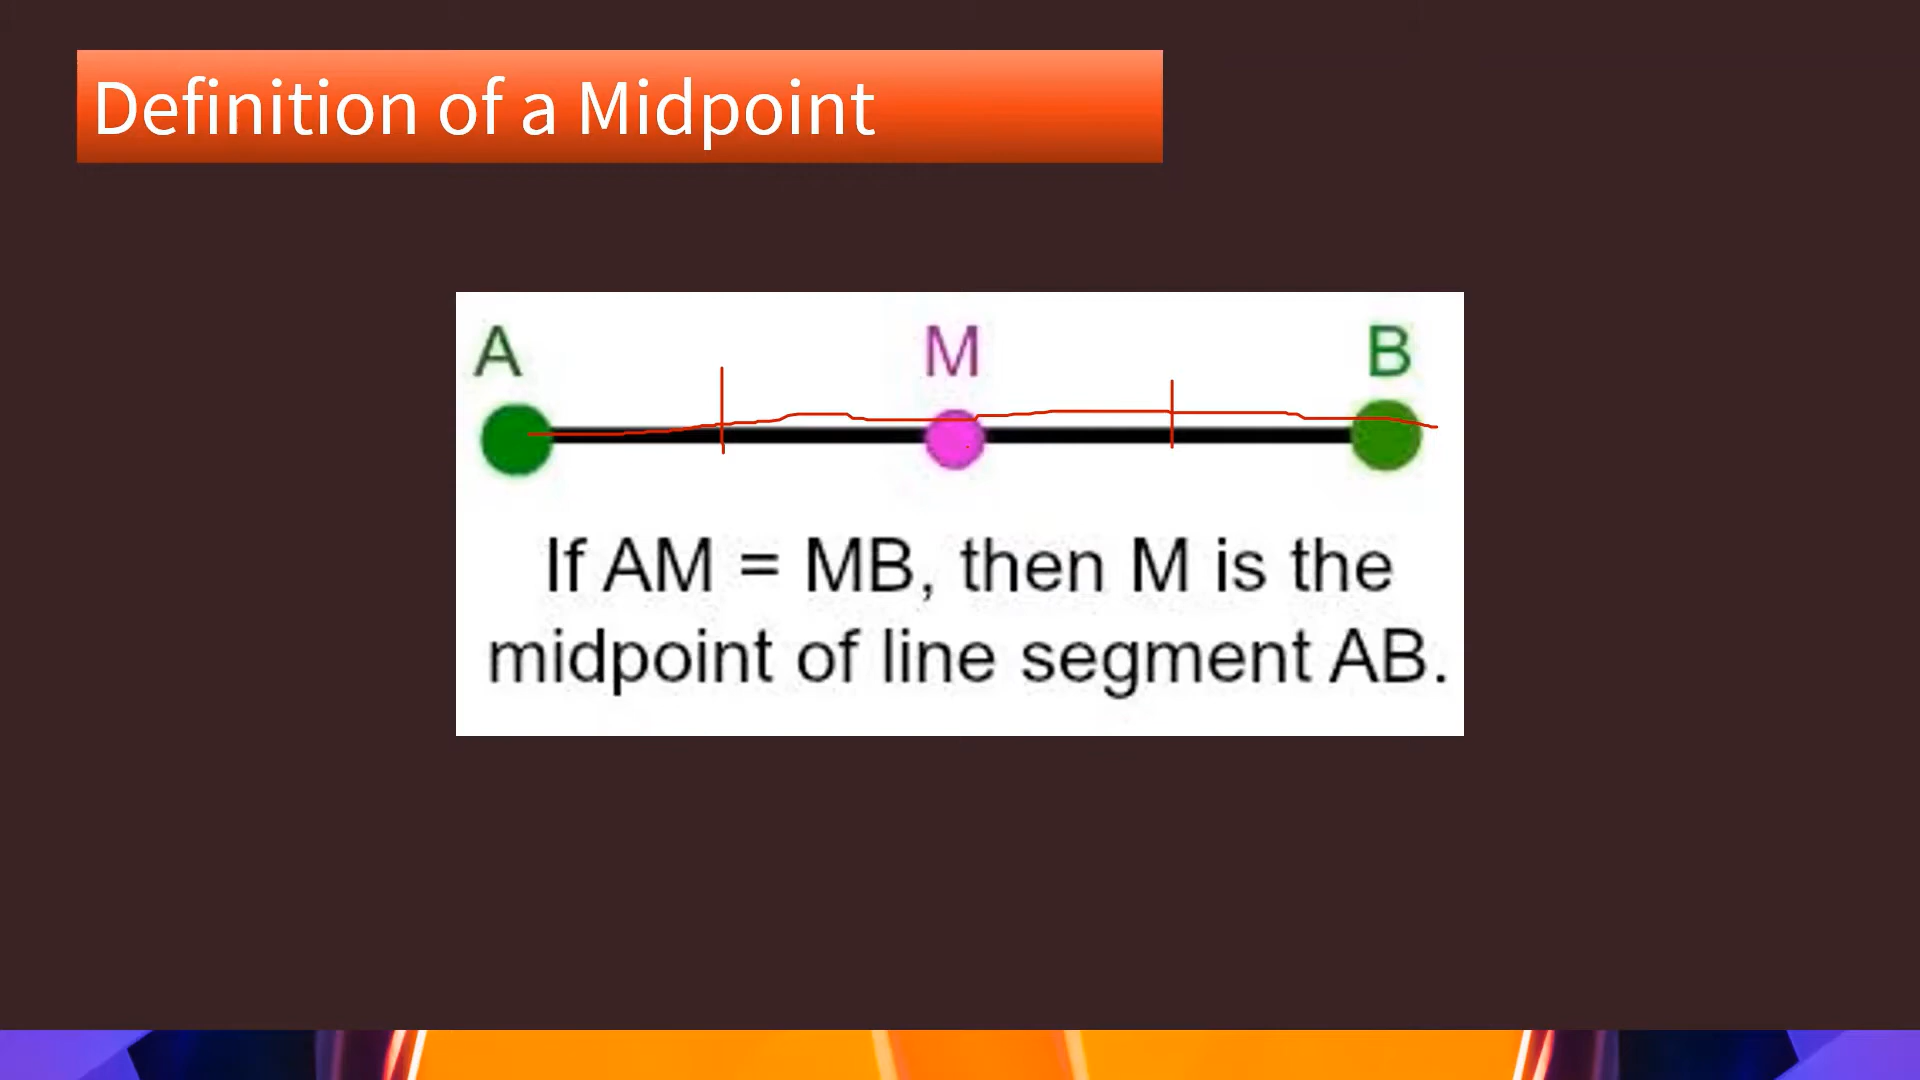 Definition of a Midpoint
A M B
If AM = MB, then M is the
midpoint of line segment AB.